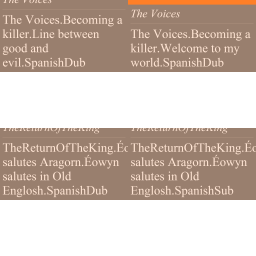 The Voices
The Voices.Becoming a
killer.Line between
good and
evil.SpanishDub
The Voices
The Voices.Becoming a
killer.Welcome to my
world.SpanishDub
TheReturnOfTheKing
TheReturnOfTheKing.Éo
salutes Aragorn.Éowyn
salutes in Old
Englosh.SpanishDub
TheReturnOfTheKing
TheReturnOfTheKing.Éo
salutes Aragorn.Éowyn
salutes in Old
Englosh.SpanishSub